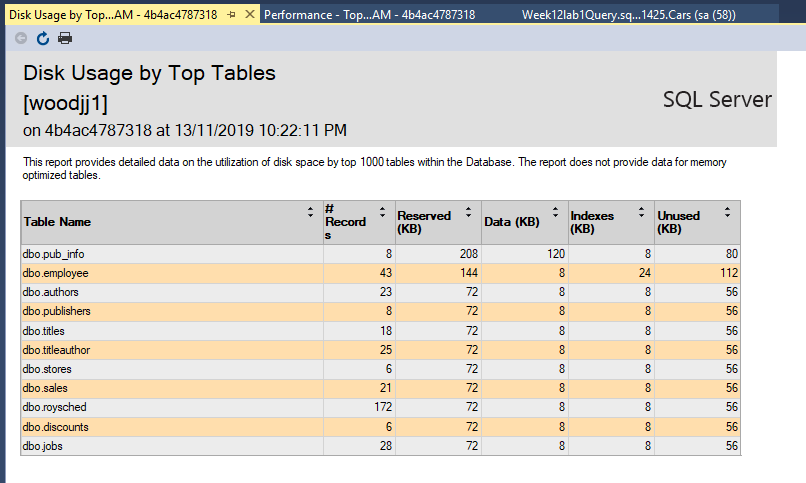 Disk Usage by Top...AM - 4b4ac4787318 Performance - Top...AM - 4b4ac4787318 Week12lab1Query.sq...1425.Cars (sa (58))
Disk Usage by Top Tables
[woodjj1]
SQL Server
on 4b4ac4787318 at 13/11/2019 10:22:11 PM
This report provides detailed data on the utilization of disk space by top 1000 tables within the Database. The report does not provide data for memory
optimized tables.
Table Name # Record s Reserved (KB) Data (KB) Indexes (KB) Unused (KB)
dbo.pub_info 8 208 120 8 80
dbo.employee 43 144 8 24 112
dbo.authors 23 72 8 8 56
dbo.publishers 8 72 8 8 56
dbo.titles 18 72 8 8 56
dbo.titleauthor 25 72 8 8 56
dbo.stores 6 72 8 8 56
dbo.sales 21 72 8 8 56
dbo.roysched 172 72 8 8 56
dbo.discounts 6 72 8 8 56
dbo.jobs 28 72 8 8 56